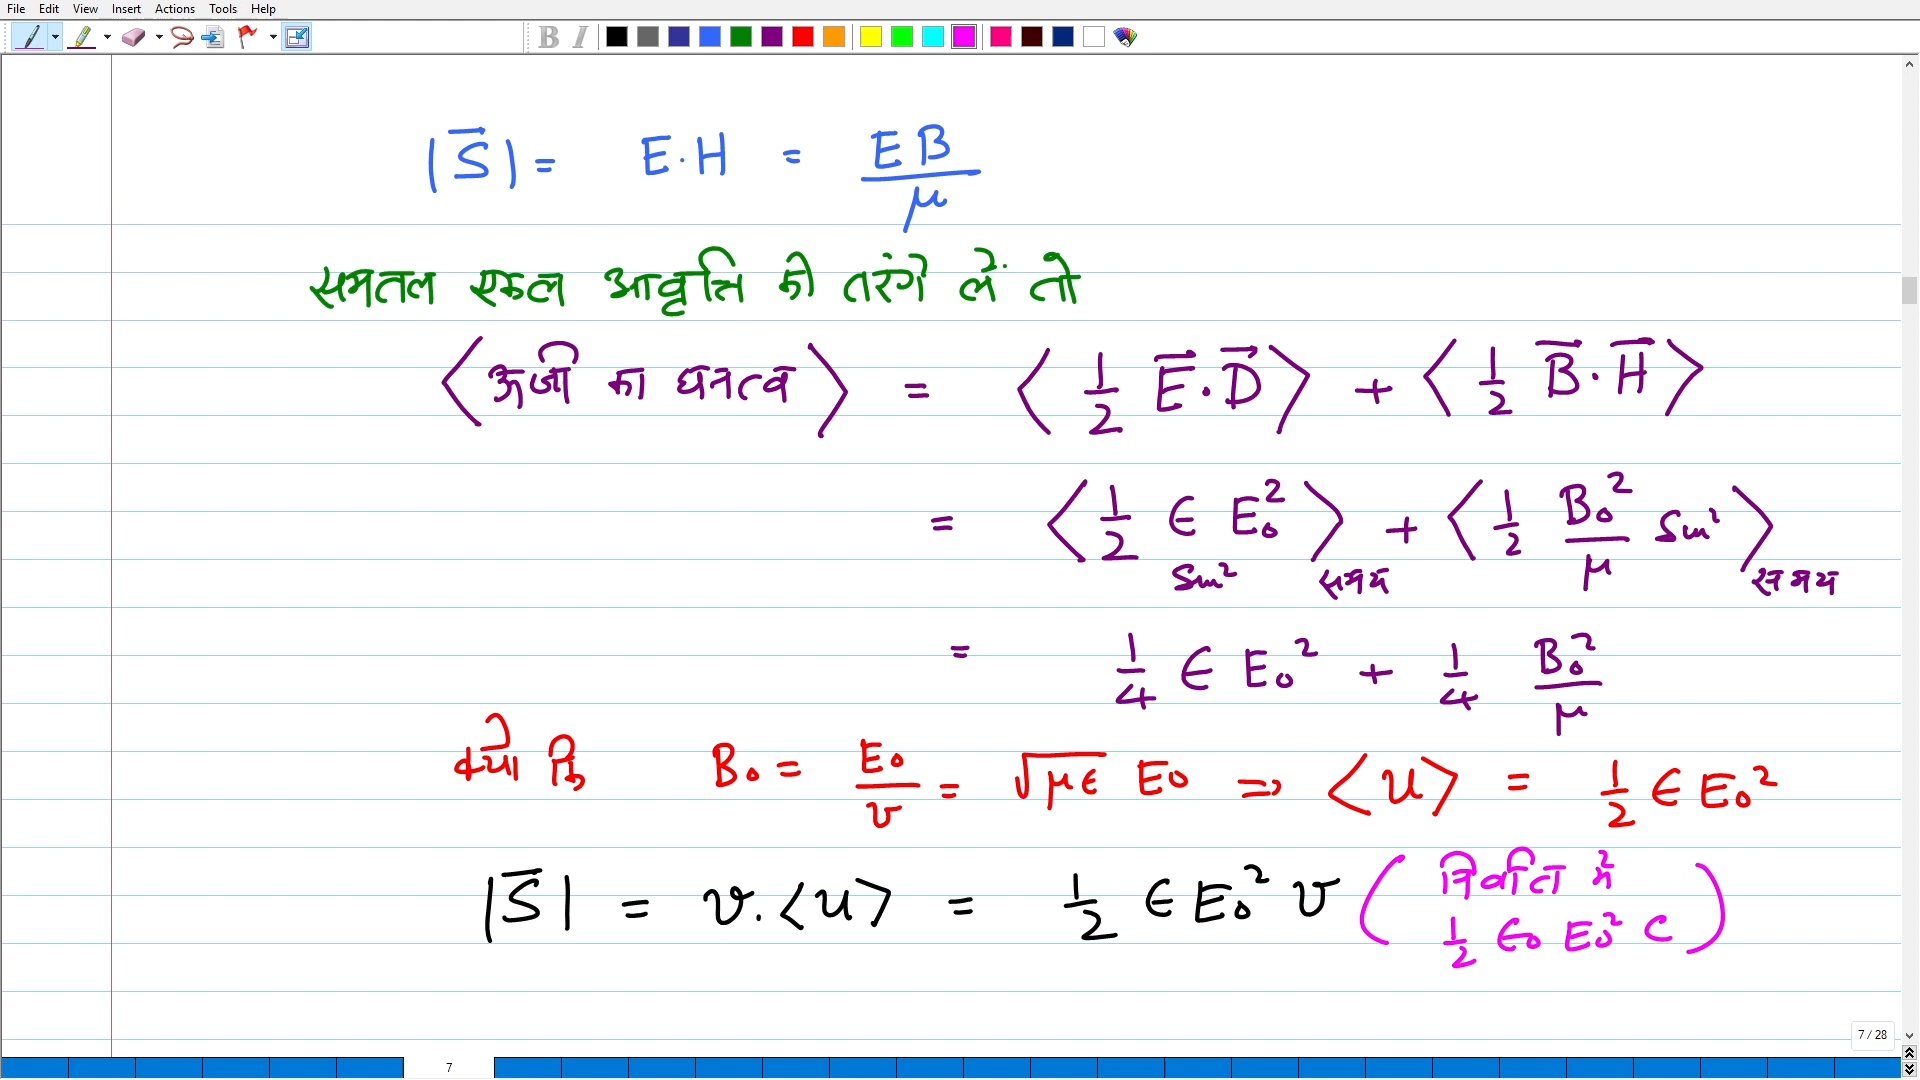 File Edit View Insert Actions Tools Help
B I
|S⃗| = E.H = EB/μ
समतल एकल आवृत्ति की तरंगें लें तो
⟨ऊर्जा का घनत्व⟩ = ⟨1/2 E⃗.D⃗⟩ + ⟨1/2 B⃗.H⃗⟩
= ⟨1/2 ∈ E₀² Sin²⟩समय + ⟨1/2 B₀²/μ Sin²⟩समय
= 1/4 ∈ E₀² + 1/4 B₀²/μ
क्यों कि B₀ = E₀/v = √μ∈ E₀ ⇒ ⟨u⟩ = 1/2 ∈ E₀²
|S⃗| = v.⟨u⟩ = 1/2 ∈ E₀² v (निर्वात में 1/2 ∈₀ E₀² c)
7 / 28
7